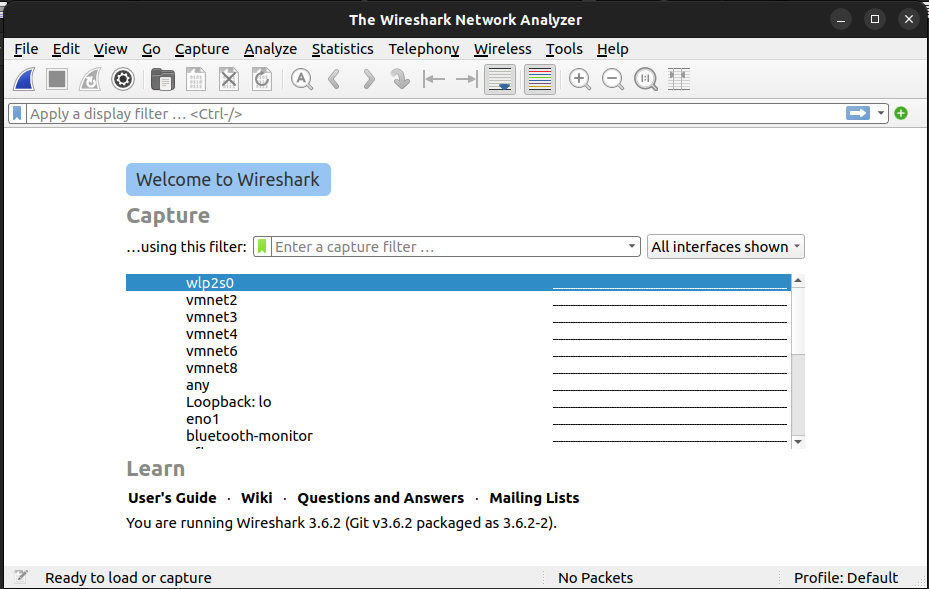 The Wireshark Network Analyzer
File Edit View Go Capture Analyze Statistics Telephony Wireless Tools Help
Apply a display filter … <Ctrl-/>
Welcome to Wireshark
Capture
…using this filter: Enter a capture filter … All interfaces shown
wlp2s0
vmnet2
vmnet3
vmnet4
vmnet6
vmnet8
any
Loopback: lo
eno1
bluetooth-monitor
Learn
User's Guide · Wiki · Questions and Answers · Mailing Lists
You are running Wireshark 3.6.2 (Git v3.6.2 packaged as 3.6.2-2).
Ready to load or capture No Packets Profile: Default